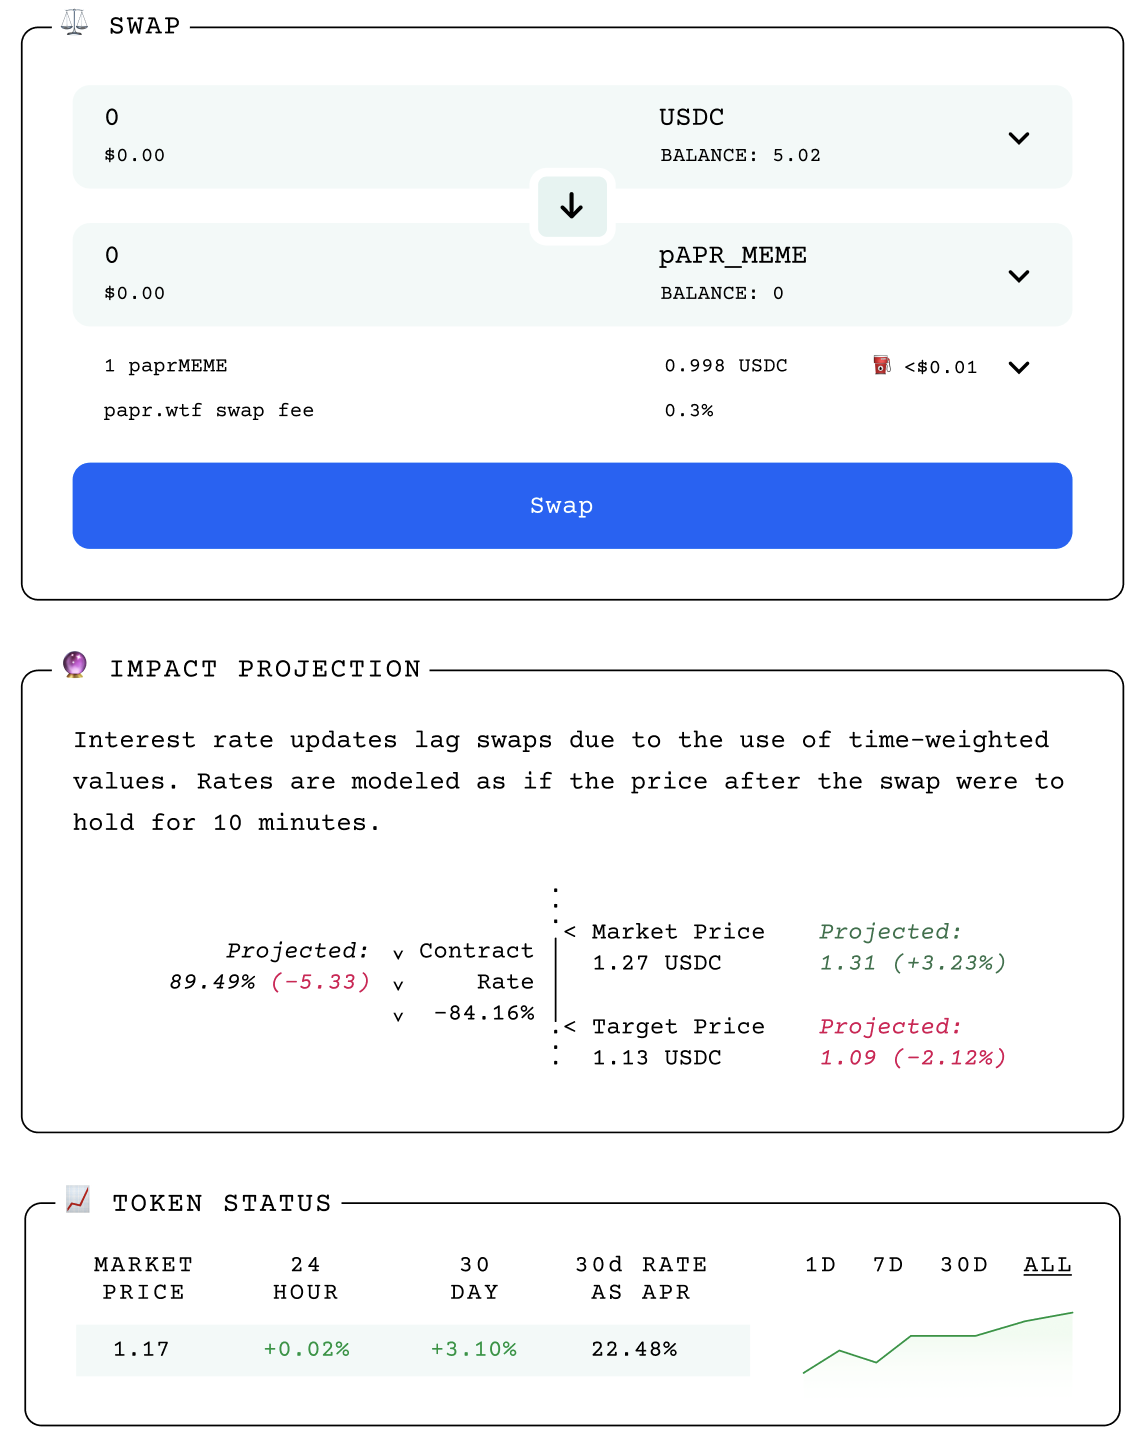 SWAP
0 USDC
$0.00 BALANCE: 5.02
0 pAPR_MEME
$0.00 BALANCE: 0
1 paprMEME 0.998 USDC <$0.01
papr.wtf swap fee 0.3%
Swap
IMPACT PROJECTION
Interest rate updates lag swaps due to the use of time-weighted
values. Rates are modeled as if the price after the swap were to
hold for 10 minutes.
Projected:
89.49% (-5.33)
Contract
Rate
-84.16%
< Market Price
1.27 USDC
Projected:
1.31 (+3.23%)
< Target Price
1.13 USDC
Projected:
1.09 (-2.12%)
TOKEN STATUS
MARKET
PRICE
24
HOUR
30
DAY
30d RATE
AS APR
1D 7D 30D ALL
1.17 +0.02% +3.10% 22.48%